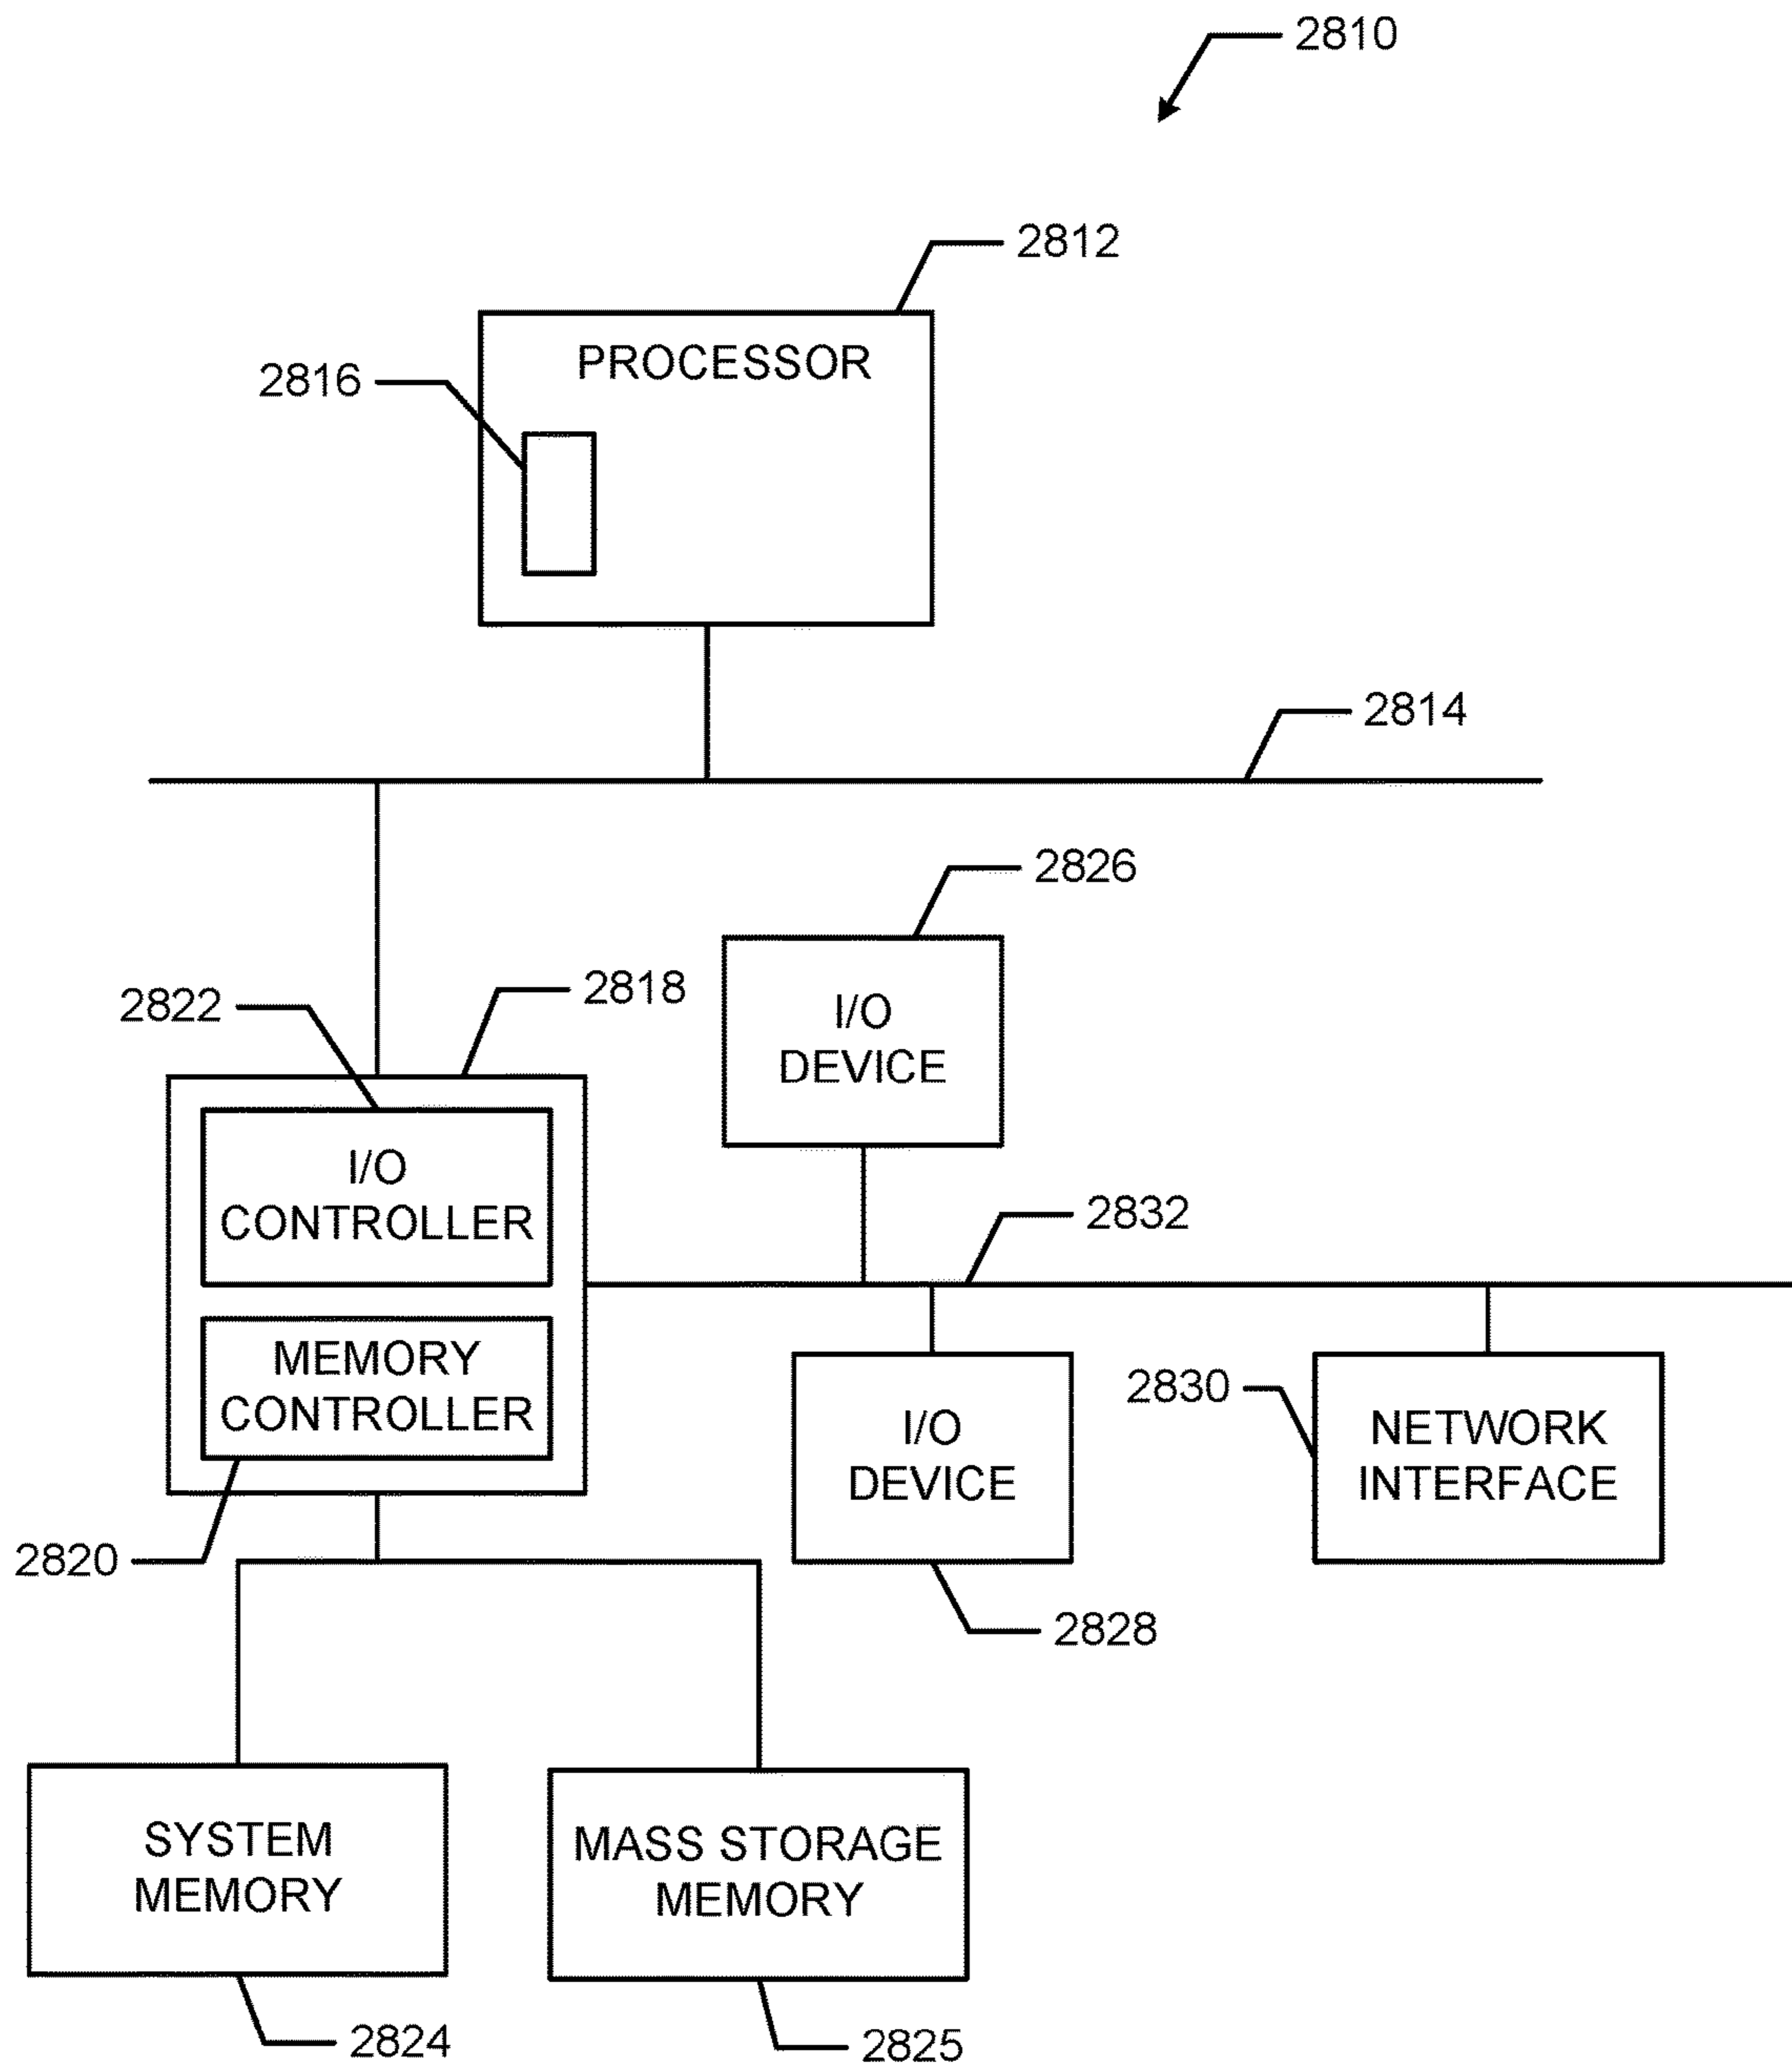 2810
2812
PROCESSOR
2816
2814
2826
2818
2822
I/O
DEVICE
I/O
CONTROLLER
2832
MEMORY
CONTROLLER
2830
I/O
DEVICE
NETWORK
INTERFACE
2820
2828
SYSTEM
MEMORY
MASS STORAGE
MEMORY
2824
2825